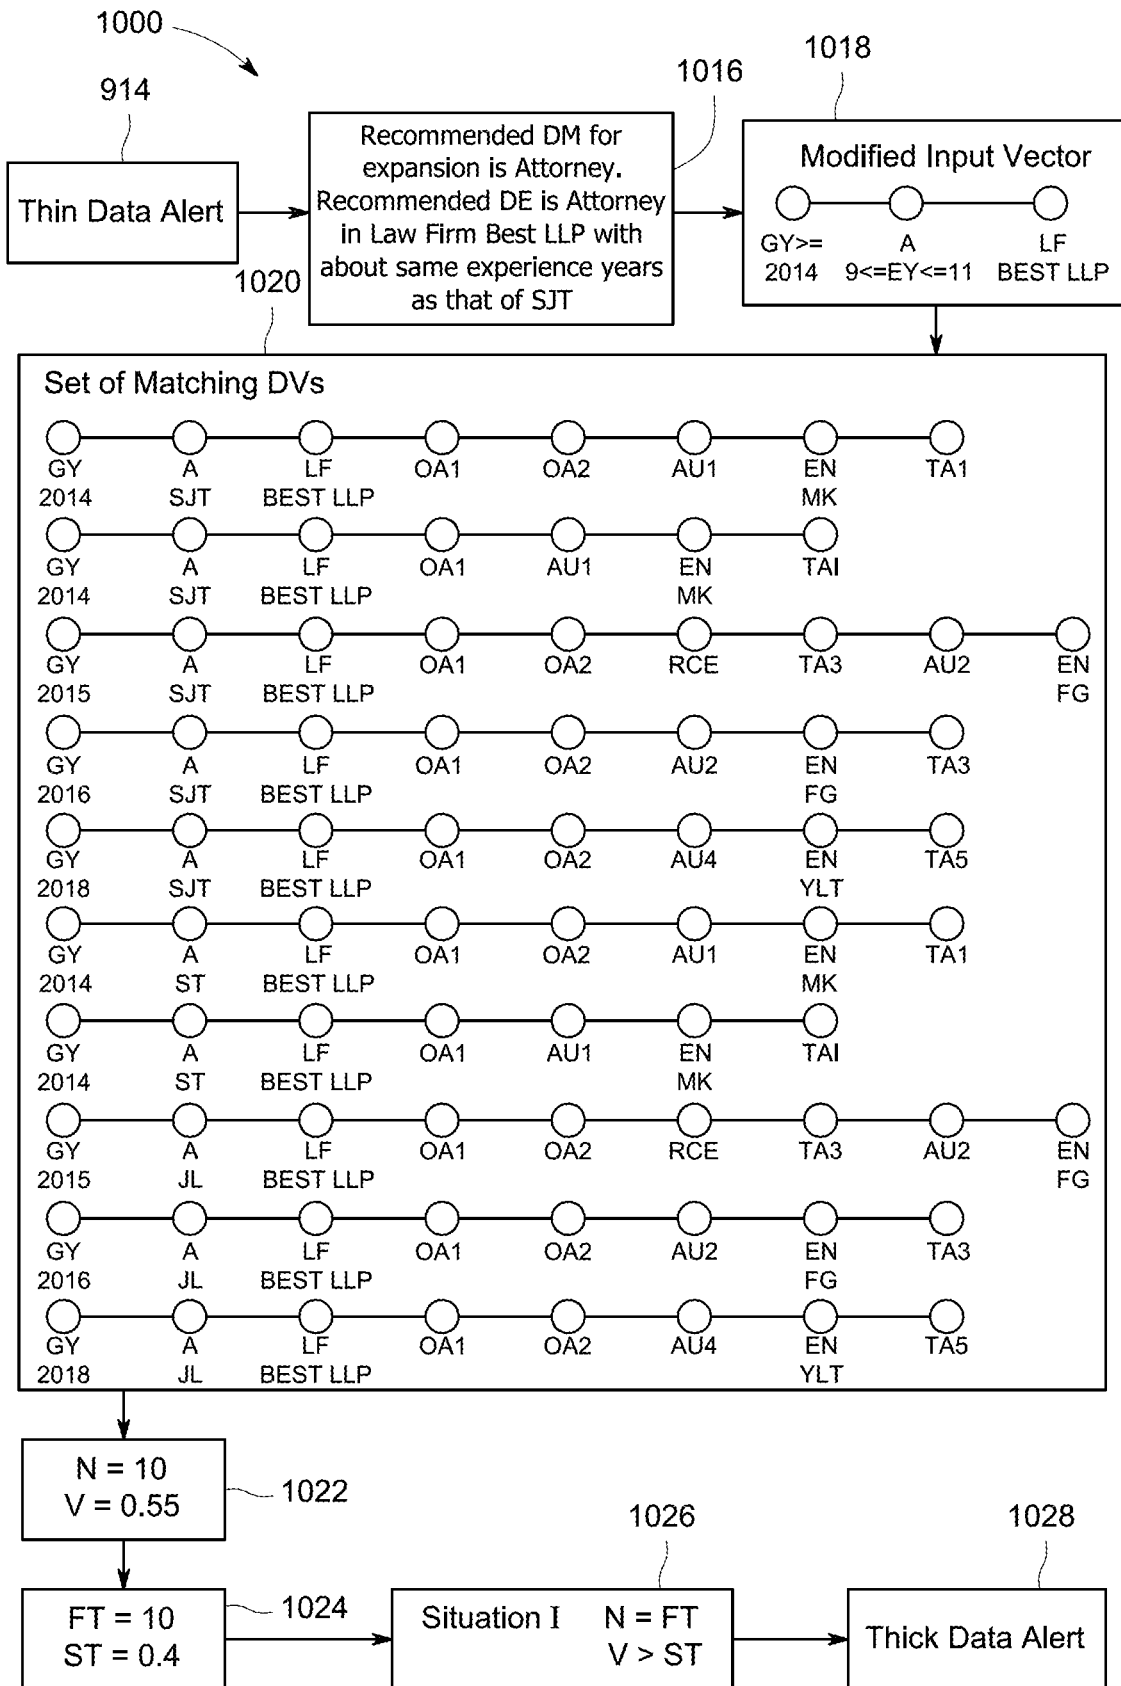 1000
914
1016
1018
Thin Data Alert
Recommended DM for
expansion is Attorney.
Recommended DE is Attorney
in Law Firm Best LLP with
about same experience years
as that of SJT
Modified Input Vector
GY>= A LF
2014 9<=EY<=11 BEST LLP
1020
Set of Matching DVs
GY A LF OA1 OA2 AU1 EN TA1
2014 SJT BEST LLP MK
GY A LF OA1 AU1 EN TAI
2014 SJT BEST LLP MK
GY A LF OA1 OA2 RCE TA3 AU2 EN
2015 SJT BEST LLP FG
GY A LF OA1 OA2 AU2 EN TA3
2016 SJT BEST LLP FG
GY A LF OA1 OA2 AU4 EN TA5
2018 SJT BEST LLP YLT
GY A LF OA1 OA2 AU1 EN TA1
2014 ST BEST LLP MK
GY A LF OA1 AU1 EN TAI
2014 ST BEST LLP MK
GY A LF OA1 OA2 RCE TA3 AU2 EN
2015 JL BEST LLP FG
GY A LF OA1 OA2 AU2 EN TA3
2016 JL BEST LLP FG
GY A LF OA1 OA2 AU4 EN TA5
2018 JL BEST LLP YLT
N = 10
V = 0.55
1022
FT = 10
ST = 0.4
1024
1026
Situation I N = FT
V > ST
1028
Thick Data Alert